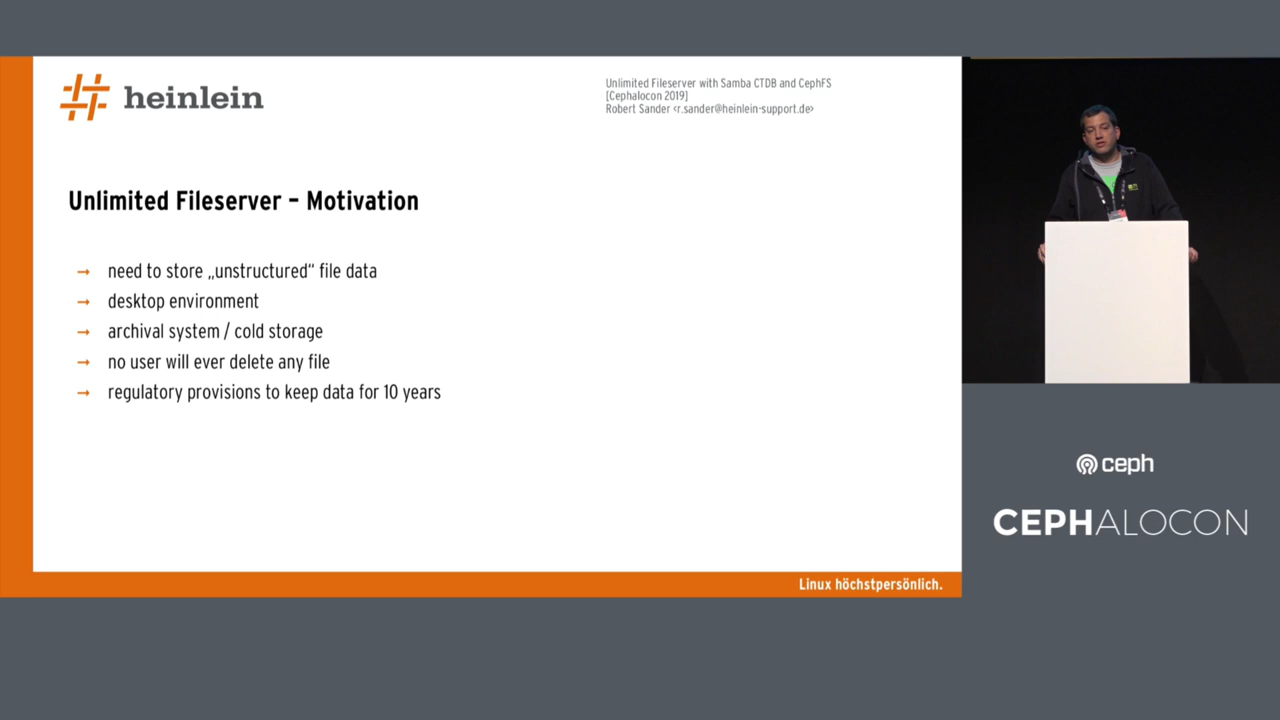 heinlein
Unlimited Fileserver with Samba CTDB and CephFS
[Cephalocon 2019]
Robert Sander <r.sander@heinlein-support.de>
Unlimited Fileserver – Motivation
→ need to store „unstructured“ file data
→ desktop environment
→ archival system / cold storage
→ no user will ever delete any file
→ regulatory provisions to keep data for 10 years
Linux höchstpersönlich.
ceph
CEPHALOCON